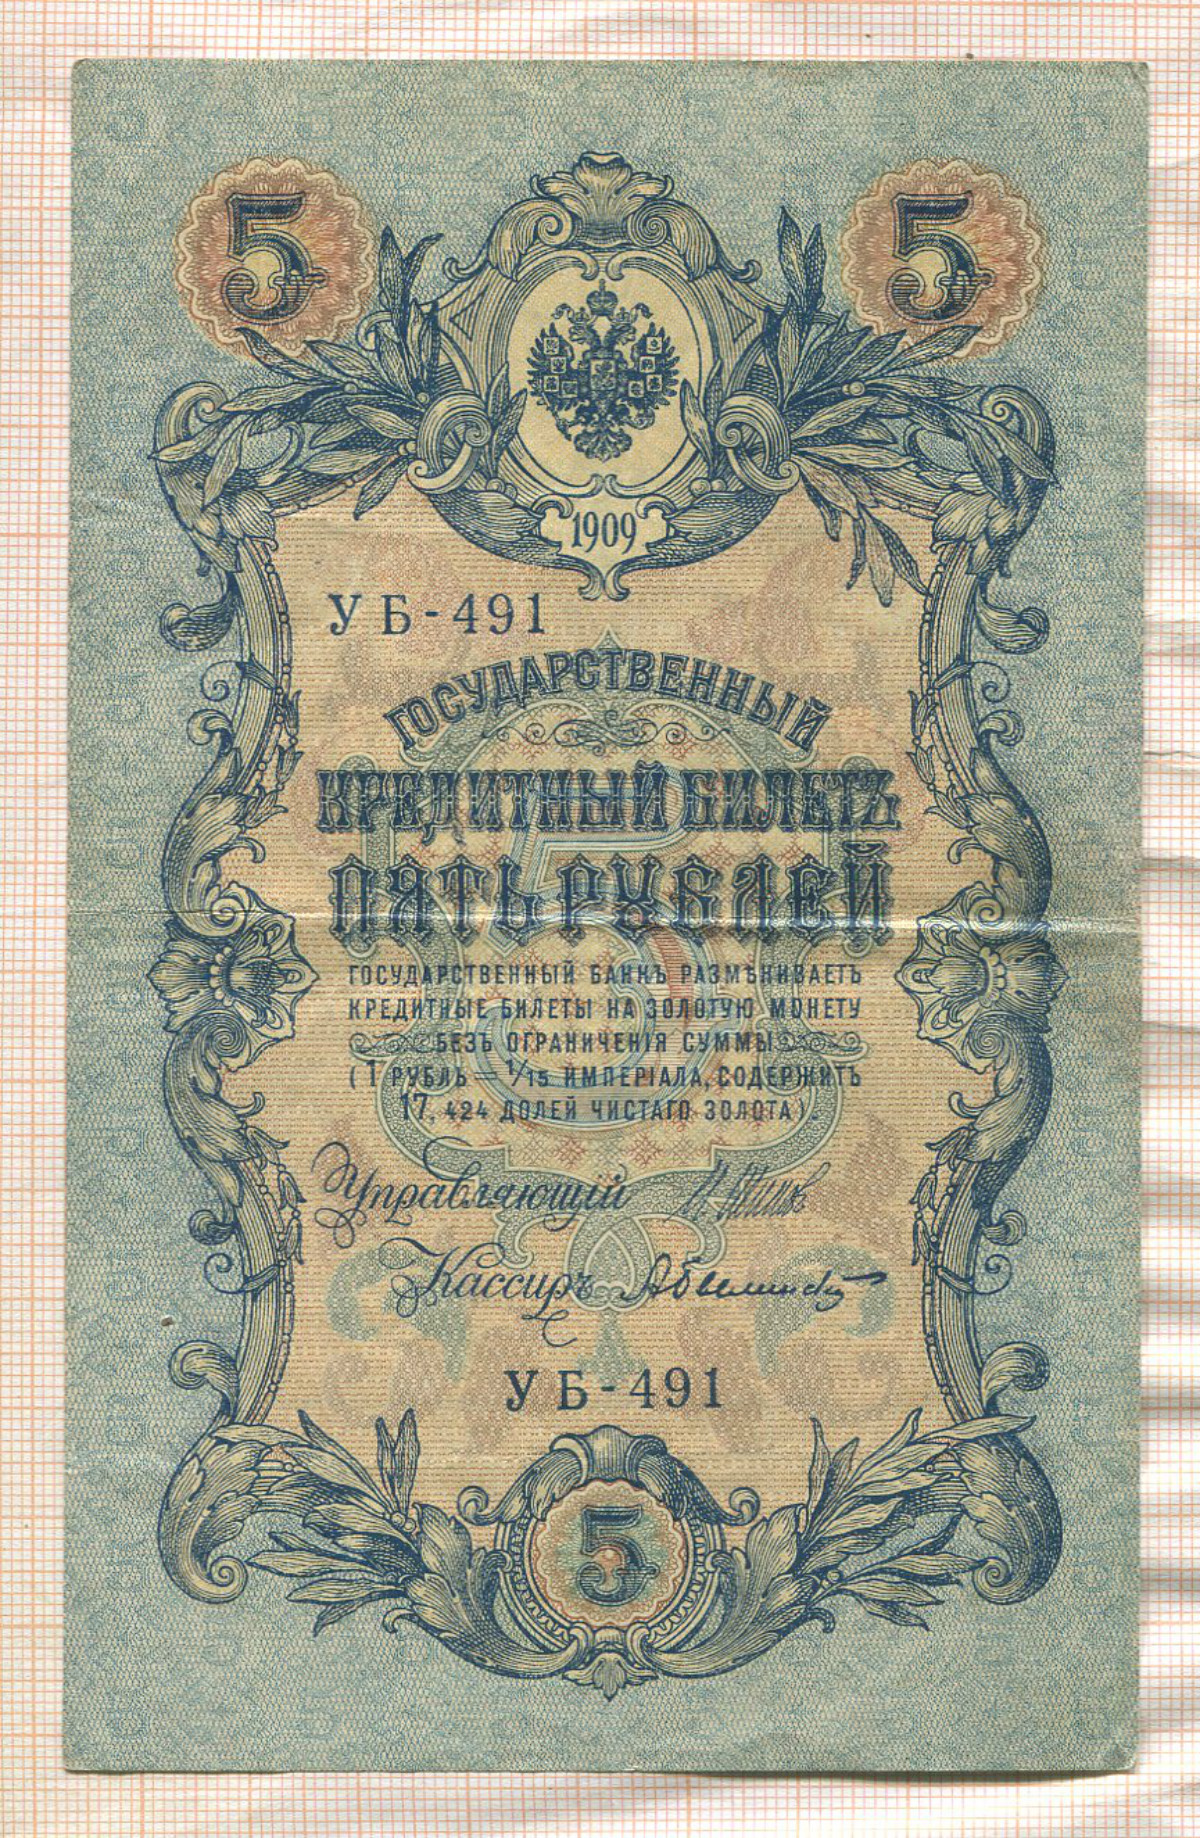 5 5
1909
УБ-491
ГОСУДАРСТВЕННЫЙ
КРЕДИТНЫЙ БИЛЕТЪ
ПЯТЬ РУБЛЕЙ
5
ГОСУДАРСТВЕННЫЙ БАНКЪ РАЗМѢНИВАЕТЪ
КРЕДИТНЫЕ БИЛЕТЫ НА ЗОЛОТУЮ МОНЕТУ
БЕЗЪ ОГРАНИЧЕНІЯ СУММЫ
(1 РУБЛЬ = 1/15 ИМПЕРІАЛА, СОДЕРЖИТЪ
17, 424 ДОЛЕЙ ЧИСТАГО ЗОЛОТА).
Управляющій
Кассиръ
УБ-491
5